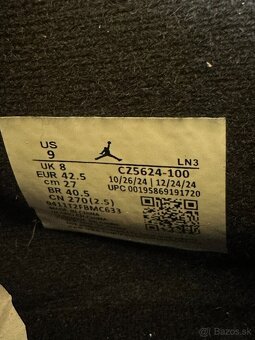 US
9
LN3
UK 8
CZ5624-100
EUR 42.5
10/26/24 | 12/24/24
cm 27
UPC 00195869191720
BR 40.5
CN 270(2.5)
0411T2FBMC633
bazos.sk